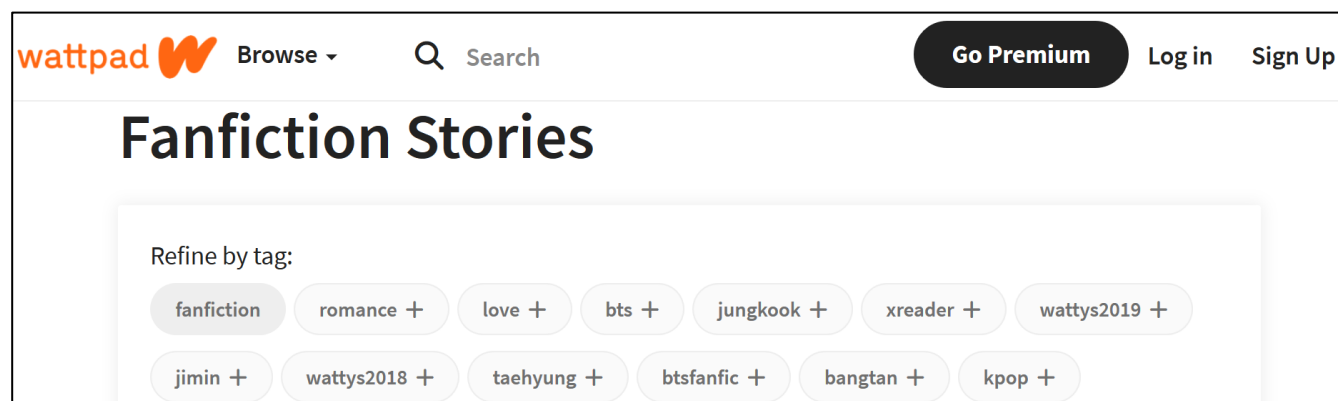 wattpad Browse Search Go Premium Log in Sign Up
Fanfiction Stories
Refine by tag:
fanfiction romance + love + bts + jungkook + xreader + wattys2019 +
jimin + wattys2018 + taehyung + btsfanfic + bangtan + kpop +